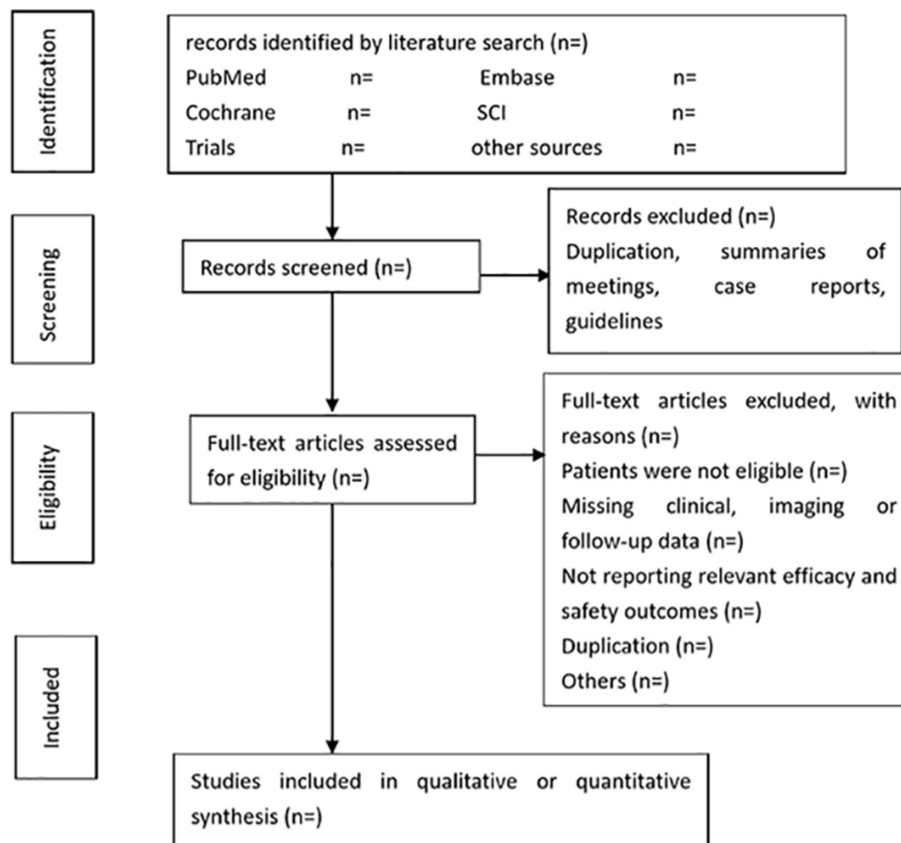 Identification
records identified by literature search (n=)
PubMed n= Embase n=
Cochrane n= SCI n=
Trials n= other sources n=
Screening
Records screened (n=)
Records excluded (n=)
Duplication, summaries of
meetings, case reports,
guidelines
Eligibility
Full-text articles assessed
for eligibility (n=)
Full-text articles excluded, with
reasons (n=)
Patients were not eligible (n=)
Missing clinical, imaging or
follow-up data (n=)
Not reporting relevant efficacy and
safety outcomes (n=)
Duplication (n=)
Others (n=)
Included
Studies included in qualitative or quantitative
synthesis (n=)